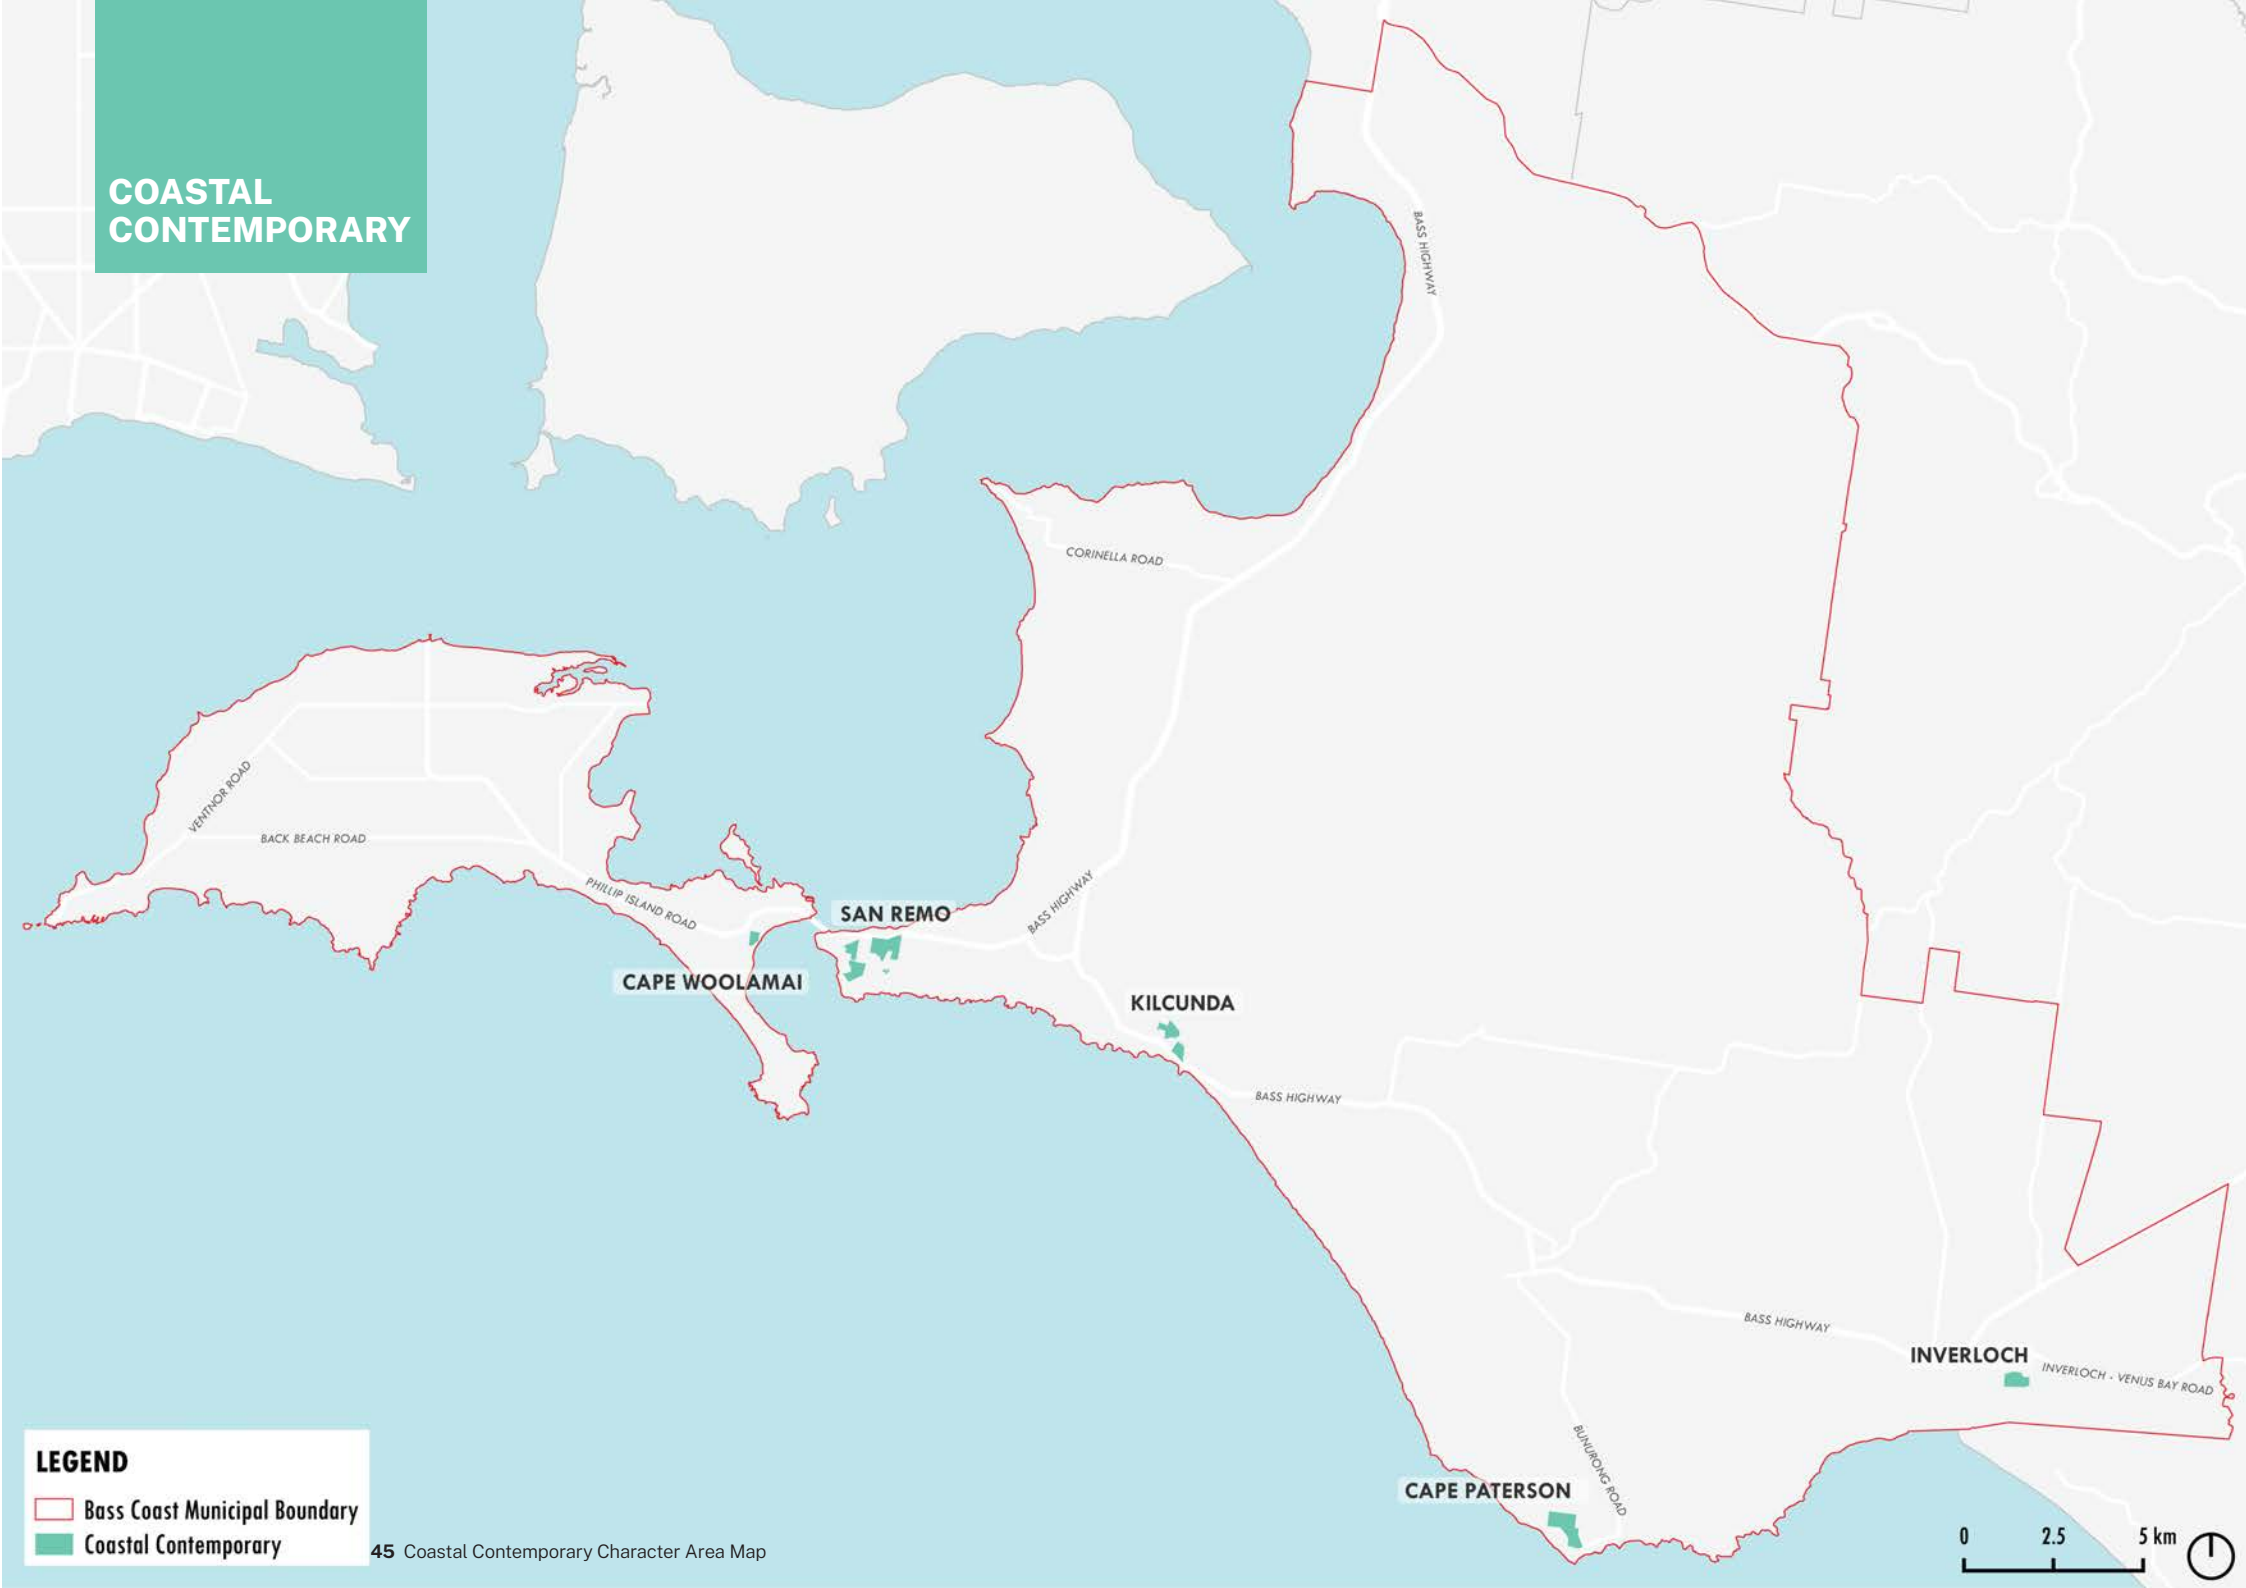 COASTAL
CONTEMPORARY
BASS HIGHWAY
CORINELLA ROAD
VENTNOR ROAD
BACK BEACH ROAD
PHILLIP ISLAND ROAD
BASS HIGHWAY
SAN REMO
CAPE WOOLAMAI
KILCUNDA
BASS HIGHWAY
BASS HIGHWAY
INVERLOCH
INVERLOCH - VENUS BAY ROAD
BUNURONG ROAD
CAPE PATERSON
LEGEND
Bass Coast Municipal Boundary
Coastal Contemporary
45 Coastal Contemporary Character Area Map
0 2.5 5 km